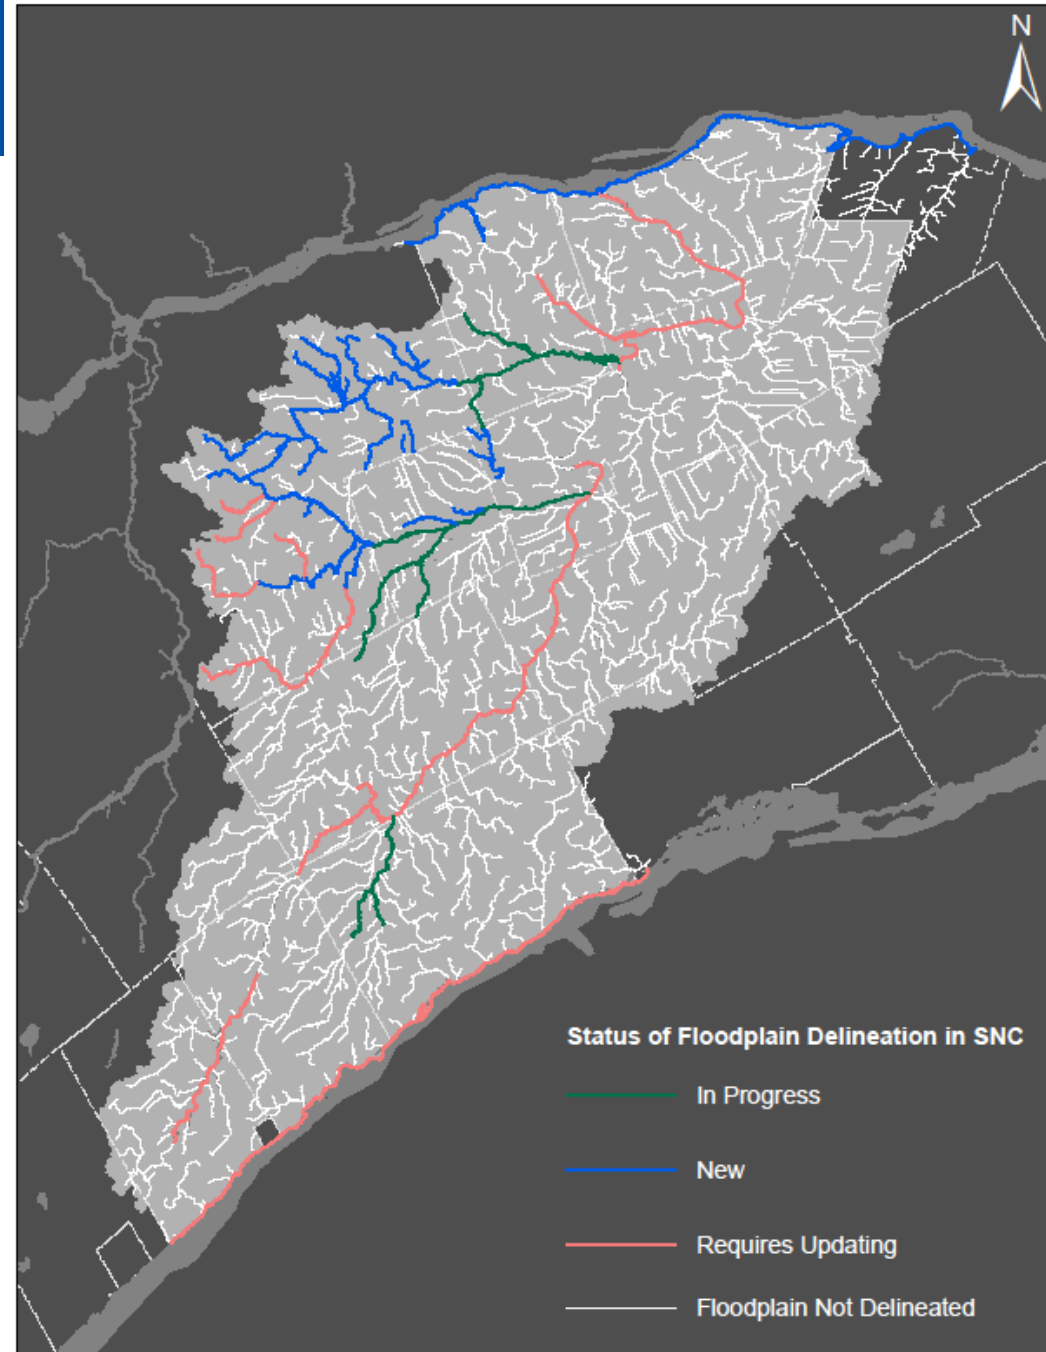 N
Status of Floodplain Delineation in SNC
In Progress
New
Requires Updating
Floodplain Not Delineated